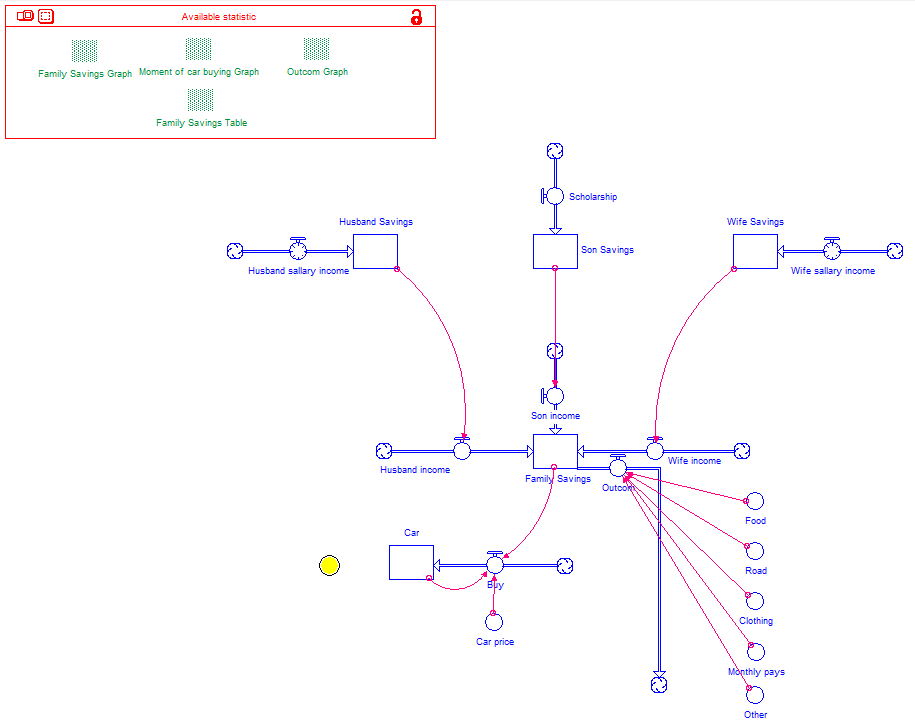 Available statistic
Family Savings Graph
Moment of car buying Graph
Outcom Graph
Family Savings Table
Scholarship
Husband Savings
Wife Savings
Son Savings
Husband sallary income
Wife sallary income
Son income
Husband income
Wife income
Family Savings
Outcom
Food
Car
Road
Buy
Clothing
Car price
Monthly pays
Other